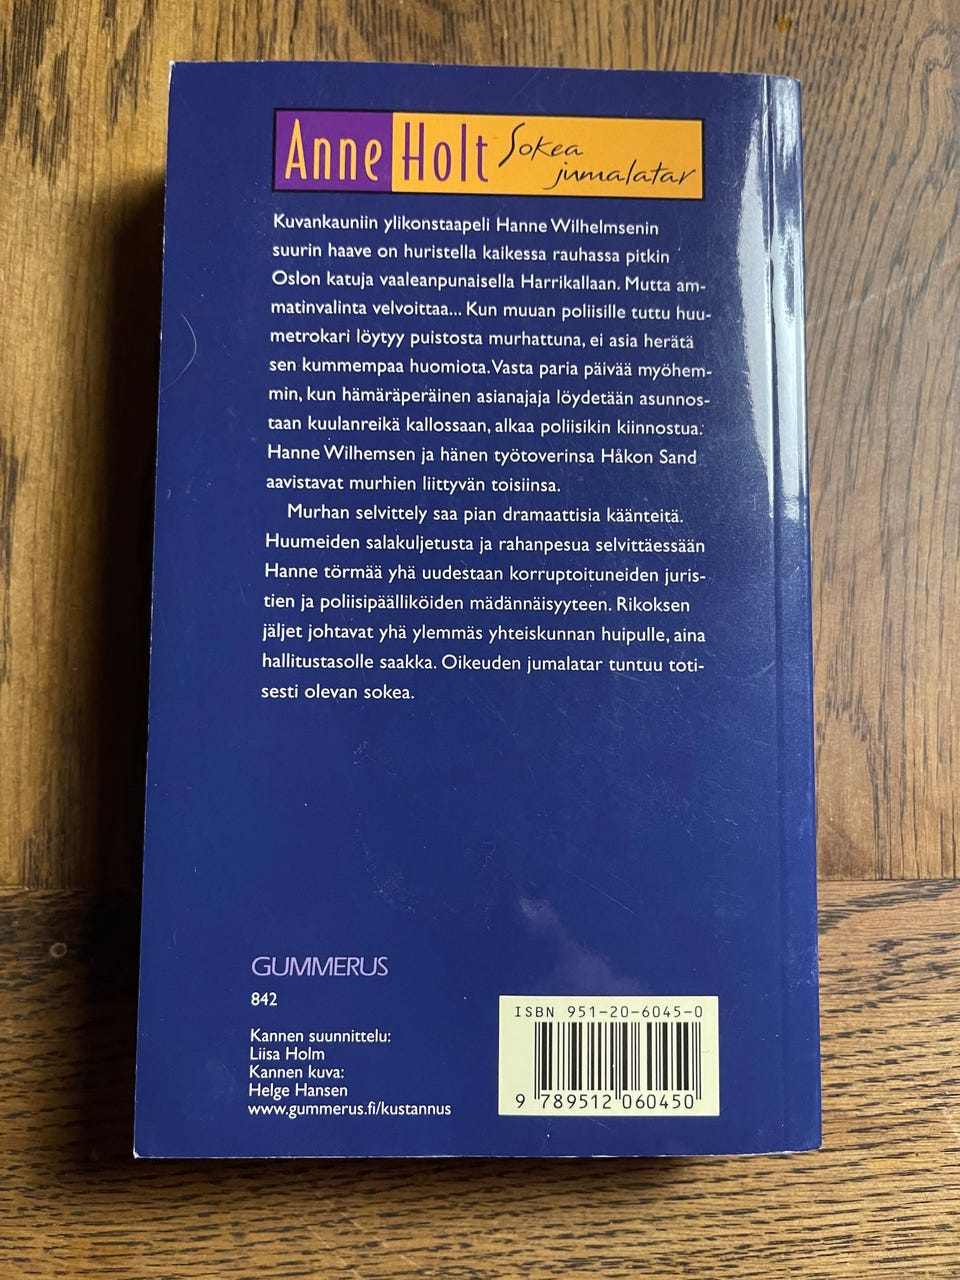 Anne Holt Sokea jumalatar
Kuvankauniin ylikonstaapeli Hanne Wilhelmsenin
suurin haave on huristella kaikessa rauhassa pitkin
Oslon katuja vaaleanpunaisella Harrikallaan. Mutta am-
matinvalinta velvoittaa... Kun muuan poliisille tuttu huu-
metrokari löytyy puistosta murhattuna, ei asia herätä
sen kummempaa huomiota. Vasta paria päivää myöhem-
min, kun hämäräperäinen asianajaja löydetään asunnos-
taan kuulanreikä kallossaan, alkaa poliisikin kiinnostua.
Hanne Wilhemsen ja hänen työtoverinsa Håkon Sand
aavistavat murhien liittyvän toisiinsa.
Murhan selvittely saa pian dramaattisia käänteitä.
Huumeiden salakuljetusta ja rahanpesua selvittäessään
Hanne törmää yhä uudestaan korruptoituneiden juris-
tien ja poliisipäälliköiden mädännäisyyteen. Rikoksen
jäljet johtavat yhä ylemmäs yhteiskunnan huipulle, aina
hallitustasolle saakka. Oikeuden jumalatar tuntuu toti-
sesti olevan sokea.
GUMMERUS
842
Kannen suunnittelu:
Liisa Holm
Kannen kuva:
Helge Hansen
www.gummerus.fi/kustannus
ISBN 951-20-6045-0
9 789512 060450